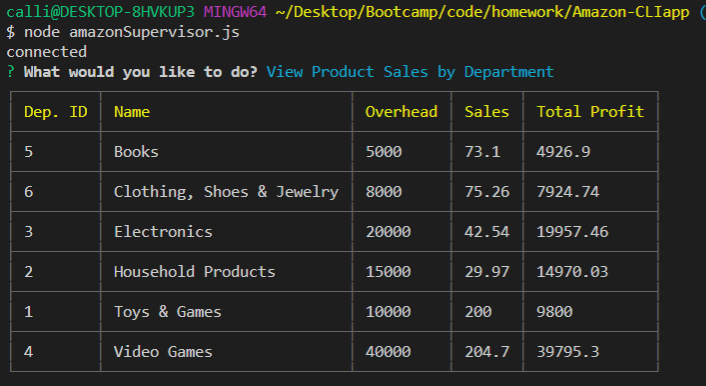 calli@DESKTOP-8HVKUP3 MINGW64 ~/Desktop/Bootcamp/code/homework/Amazon-CLIapp (
$ node amazonSupervisor.js
connected
? What would you like to do? View Product Sales by Department
Dep. ID Name Overhead Sales Total Profit
5 Books 5000 73.1 4926.9
6 Clothing, Shoes & Jewelry 8000 75.26 7924.74
3 Electronics 20000 42.54 19957.46
2 Household Products 15000 29.97 14970.03
1 Toys & Games 10000 200 9800
4 Video Games 40000 204.7 39795.3